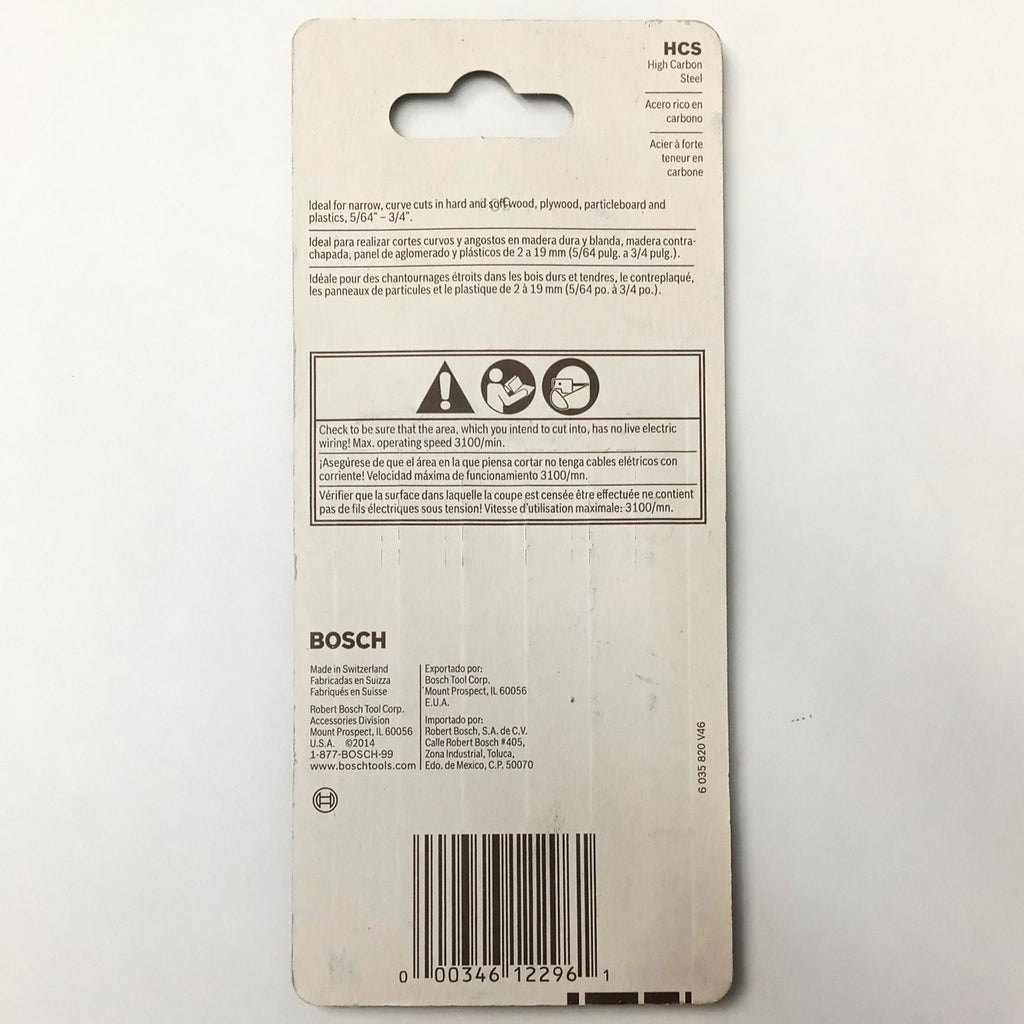 HCS
High Carbon
Steel
Acero rico en
carbono
Acier à forte
teneur en
carbone
Ideal for narrow, curve cuts in hard and soft wood, plywood, particleboard and
plastics, 5/64" – 3/4".
Ideal para realizar cortes curvos y angostos en madera dura y blanda, madera contra-
chapada, panel de aglomerado y plásticos de 2 a 19 mm (5/64 pulg. a 3/4 pulg.).
Idéale pour des chantournages étroits dans les bois durs et tendres, le contreplaqué,
les panneaux de particules et le plastique de 2 à 19 mm (5/64 po. à 3/4 po.).
Check to be sure that the area, which you intend to cut into, has no live electric
wiring! Max. operating speed 3100/min.
¡Asegúrese de que el área en la que piensa cortar no tenga cables elétricos con
corriente! Velocidad máxima de funcionamiento 3100/mn.
Vérifier que la surface dans laquelle la coupe est censée être effectuée ne contient
pas de fils électriques sous tension! Vitesse d'utilisation maximale: 3100/mn.
BOSCH
Made in Switzerland
Fabricadas en Suizza
Fabriqués en Suisse
Robert Bosch Tool Corp.
Accessories Division
Mount Prospect, IL 60056
U.S.A. ©2014
1-877-BOSCH-99
www.boschtools.com
Exportado por:
Bosch Tool Corp.
Mount Prospect, IL 60056
E.U.A.
Importado por:
Robert Bosch, S.A. de C.V.
Calle Robert Bosch #405,
Zona Industrial, Toluca,
Edo. de Mexico, C.P. 50070
6 035 820 V46
0 00346 12296 1